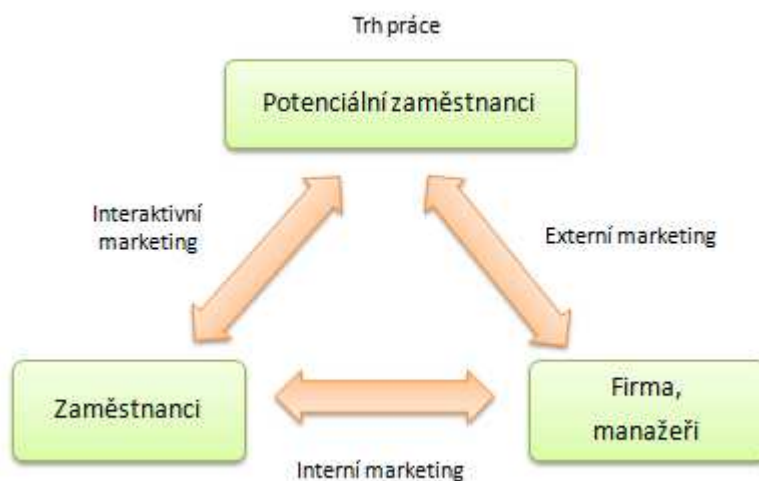 Trh práce
Potenciální zaměstnanci
Interaktivní
marketing
Externí marketing
Zaměstnanci
Firma,
manažeři
Interní marketing